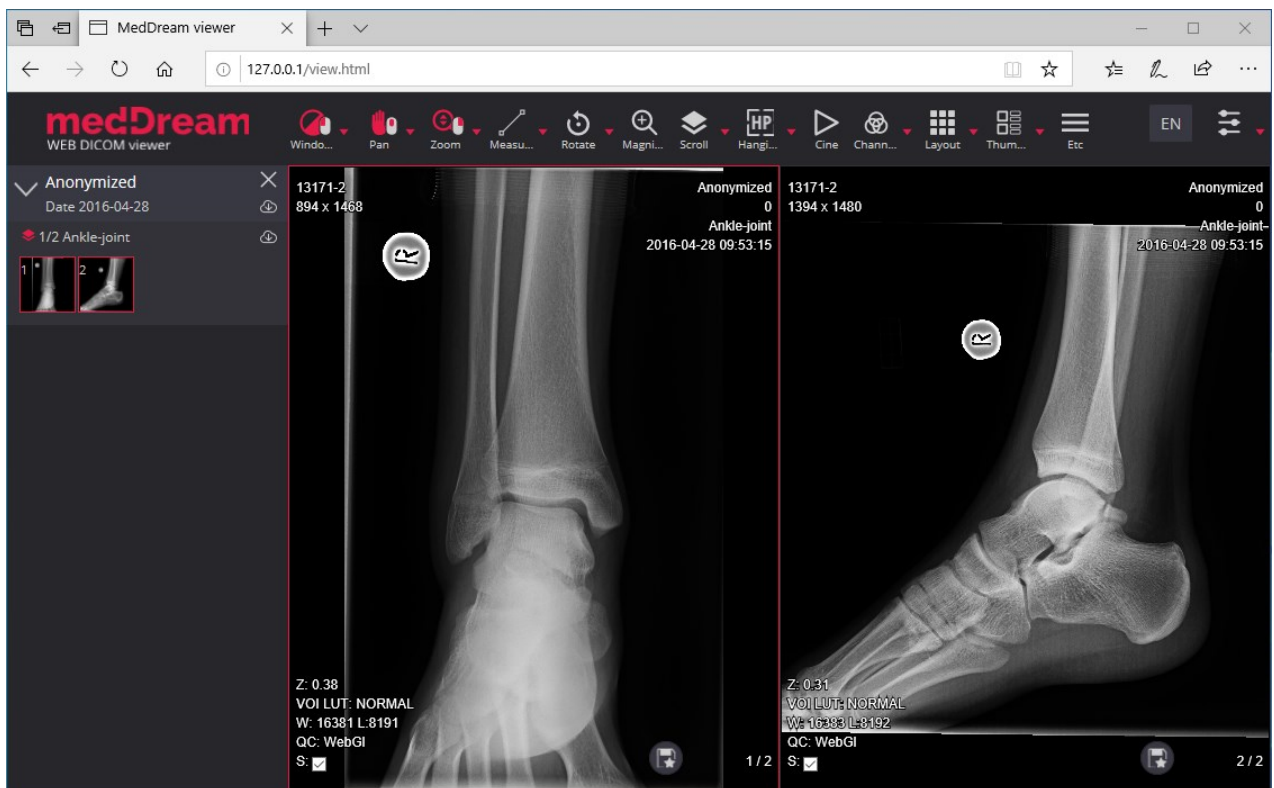 MedDream viewer
127.0.0.1/view.html
medDream
WEB DICOM viewer
Windo...
Pan
Zoom
Measu...
Rotate
Magni...
Scroll
Hangi...
HP
Cine
Chann...
Layout
Thum...
Etc
EN
Anonymized
Date 2016-04-28
1/2 Ankle-joint
1
2
13171-2
894 x 1468
Anonymized
0
Ankle-joint
2016-04-28 09:53:15
R
Z: 0.38
VOI LUT: NORMAL
W: 16381 L:8191
QC: WebGl
S:
1 / 2
13171-2
1394 x 1480
Anonymized
0
Ankle-joint-
2016-04-28 09:53:15
R
Z: 0.31
VOI LUT: NORMAL
W: 16383 L:8192
QC: WebGl
S:
2 / 2